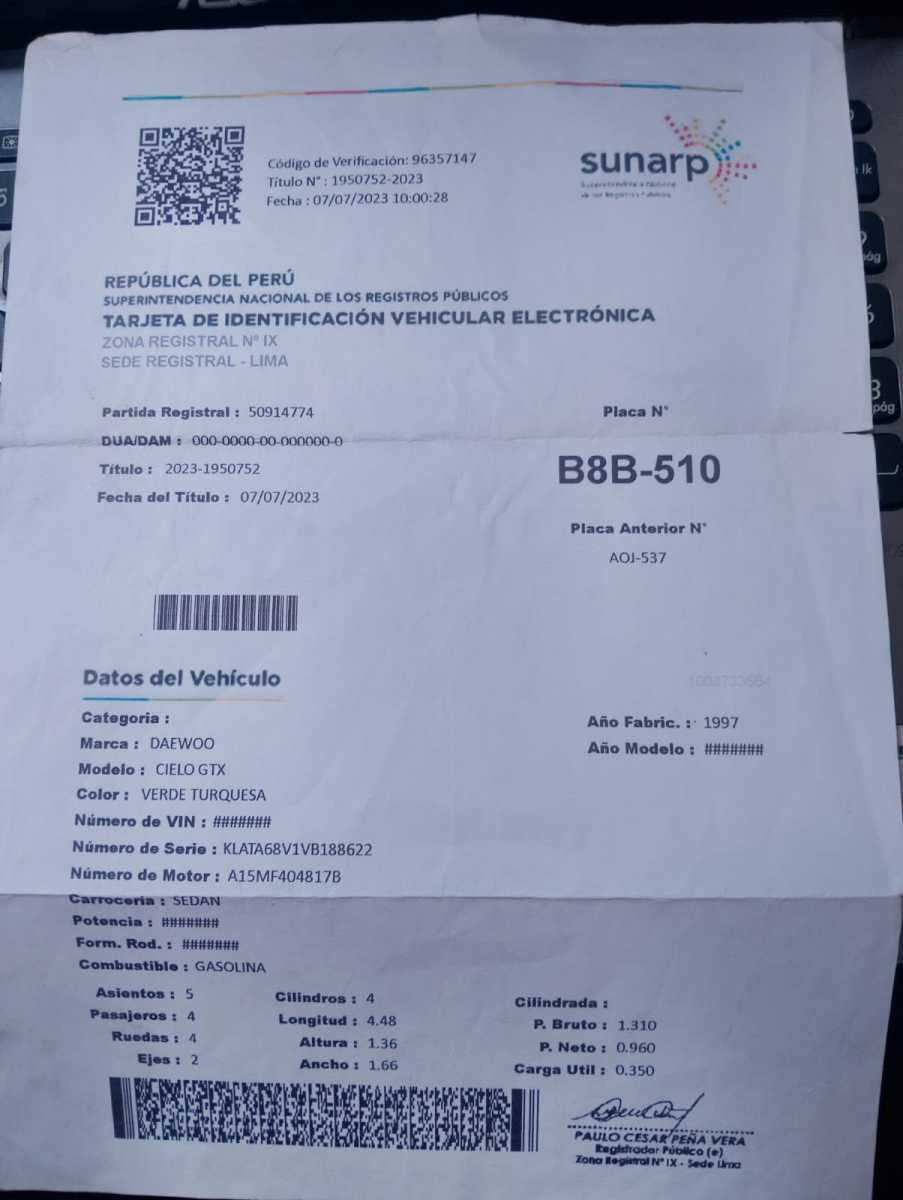 Código de Verificación: 96357147
Título N° : 1950752-2023
Fecha : 07/07/2023 10:00:28
sunarp
Superintendencia Nacional
de los Registros Públicos
REPÚBLICA DEL PERÚ
SUPERINTENDENCIA NACIONAL DE LOS REGISTROS PÚBLICOS
TARJETA DE IDENTIFICACIÓN VEHICULAR ELECTRÓNICA
ZONA REGISTRAL N° IX
SEDE REGISTRAL - LIMA
Partida Registral : 50914774
DUA/DAM : 000-0000-00-000000-0
Título : 2023-1950752
Fecha del Título : 07/07/2023
Placa N°
B8B-510
Placa Anterior N°
AOJ-537
Datos del Vehículo
Categoria :
Marca : DAEWOO
Modelo : CIELO GTX
Color : VERDE TURQUESA
Número de VIN : #######
Número de Serie : KLATA68V1VB188622
Número de Motor : A15MF404817B
Carroceria : SEDAN
Potencia : #######
Form. Rod. : #######
Combustible : GASOLINA
Año Fabric. : 1997
Año Modelo : #######
Asientos : 5
Pasajeros : 4
Ruedas : 4
Ejes : 2
Cilindros : 4
Longitud : 4.48
Altura : 1.36
Ancho : 1.66
Cilindrada :
P. Bruto : 1.310
P. Neto : 0.960
Carga Util : 0.350
PAULO CESAR PEÑA VERA
Registrador Público (e)
Zona Registral N° IX - Sede Lima